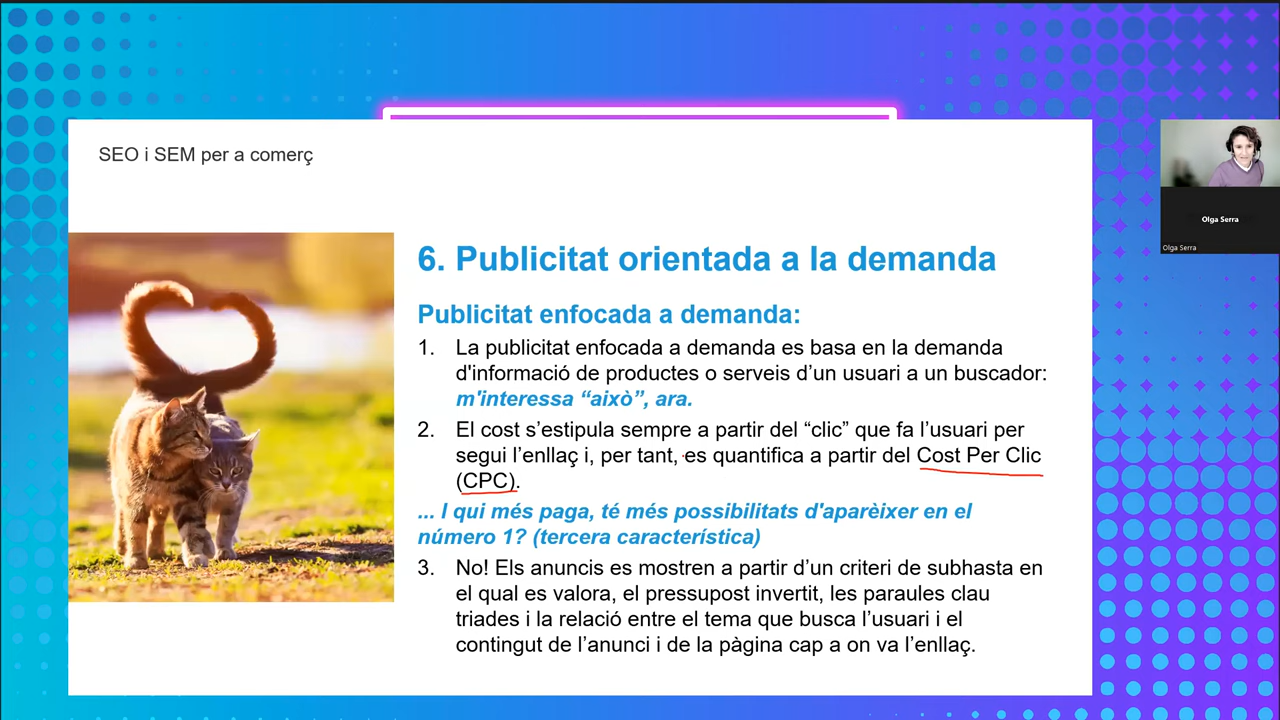 SEO i SEM per a comerç
6. Publicitat orientada a la demanda
Publicitat enfocada a demanda:
1. La publicitat enfocada a demanda es basa en la demanda
d'informació de productes o serveis d’un usuari a un buscador:
m'interessa “això”, ara.
2. El cost s’estipula sempre a partir del “clic” que fa l’usuari per
segui l’enllaç i, per tant, es quantifica a partir del Cost Per Clic
(CPC).
... I qui més paga, té més possibilitats d'aparèixer en el
número 1? (tercera característica)
3. No! Els anuncis es mostren a partir d’un criteri de subhasta en
el qual es valora, el pressupost invertit, les paraules clau
triades i la relació entre el tema que busca l’usuari i el
contingut de l’anunci i de la pàgina cap a on va l’enllaç.
Olga Serra
Olga Serra